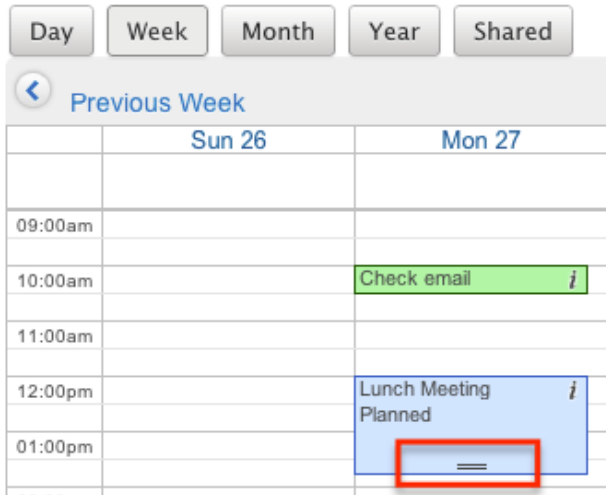 Day Week Month Year Shared
Previous Week
Sun 26 Mon 27
09:00am
10:00am Check email i
11:00am
12:00pm Lunch Meeting i
Planned
01:00pm